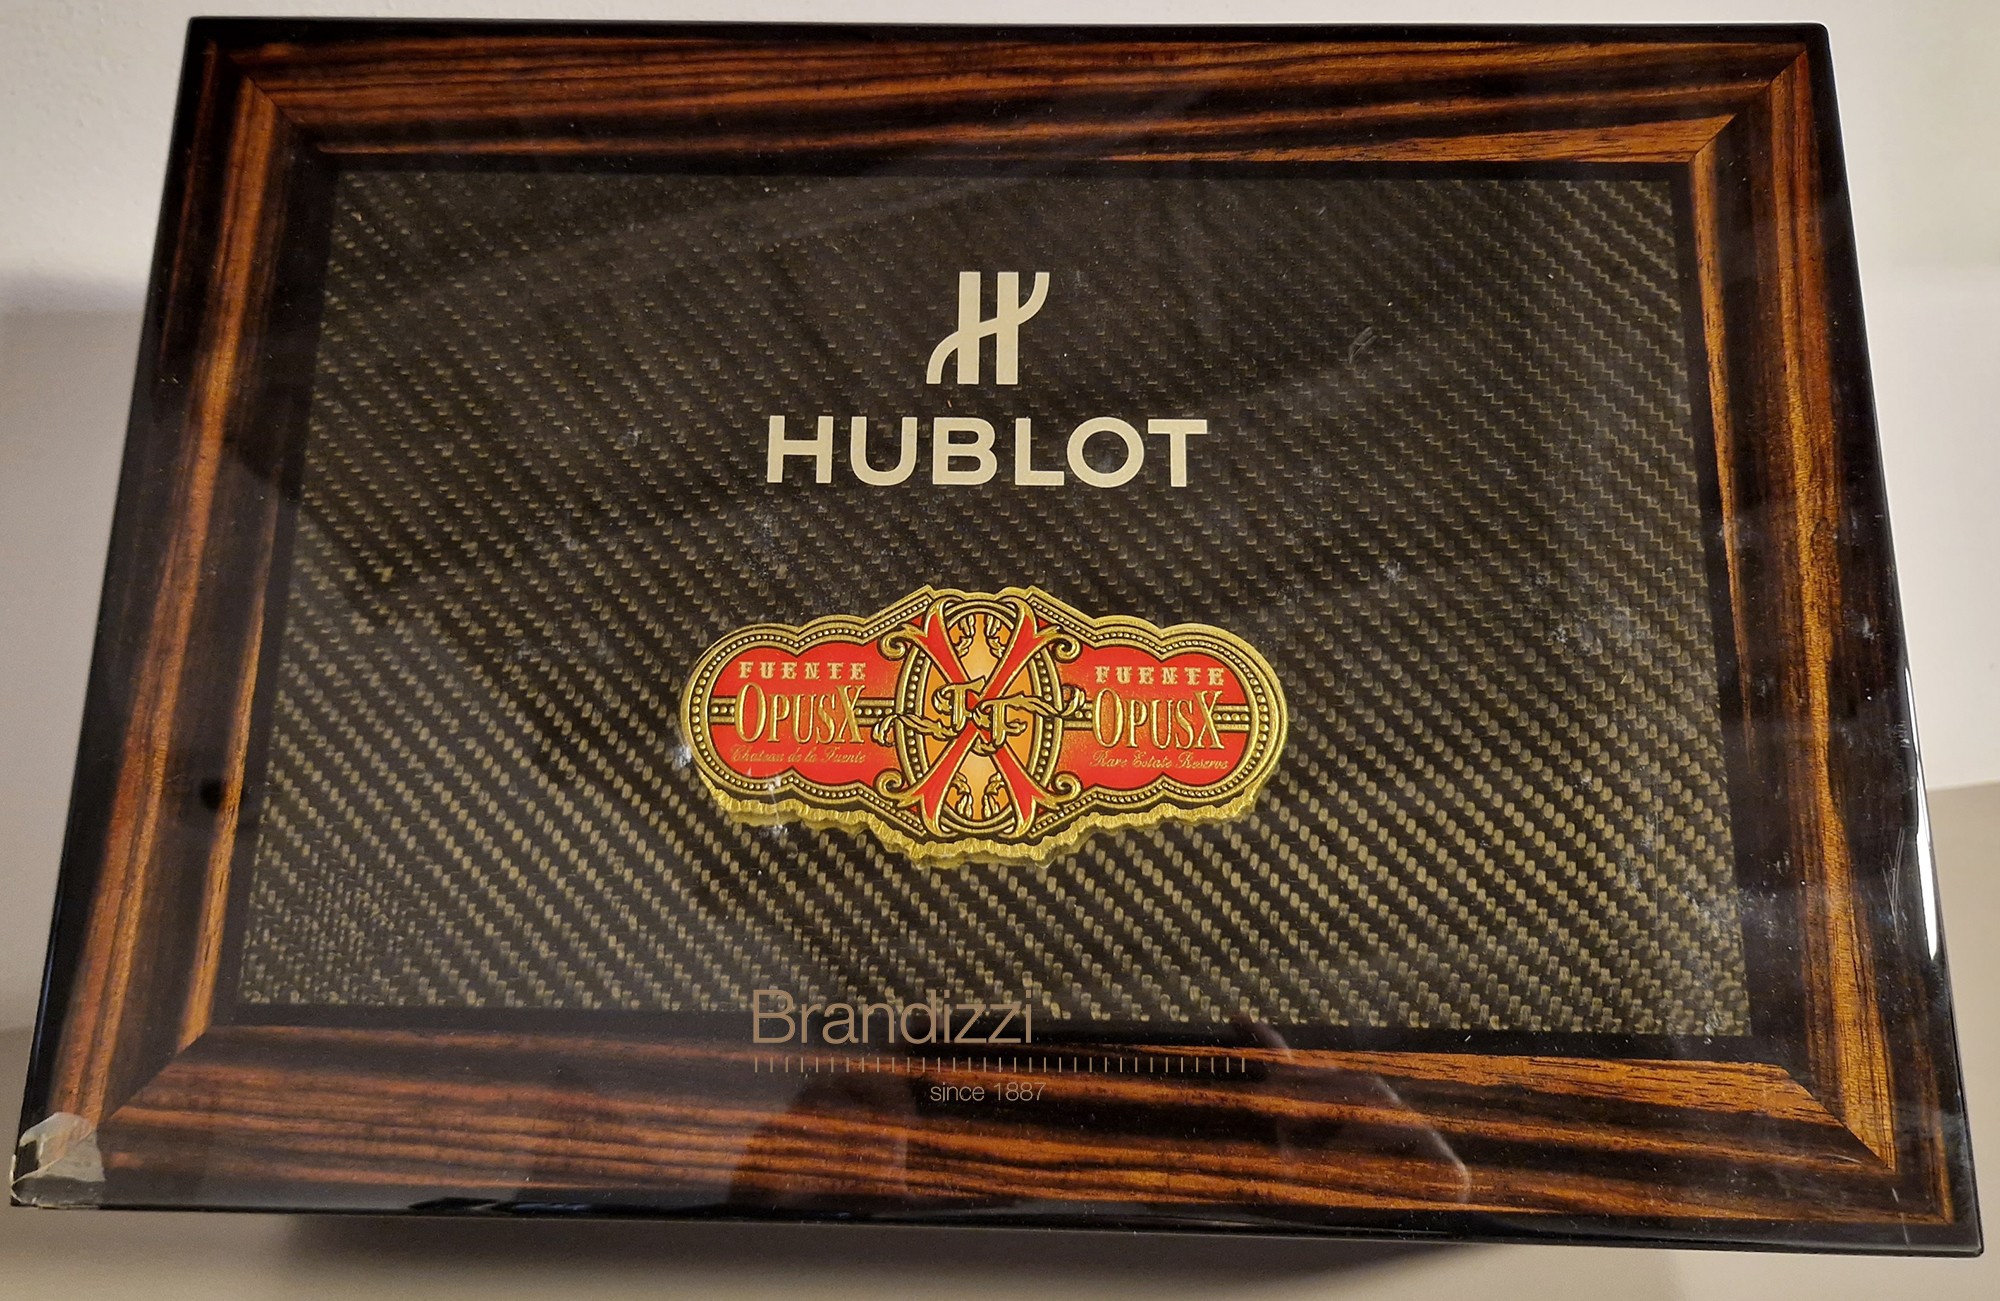 HUBLOT
FUENTE
OPUSX
Chateau de la Fuente
FUENTE
OPUSX
Rare Estate Reserve
Brandizzi
since 1887